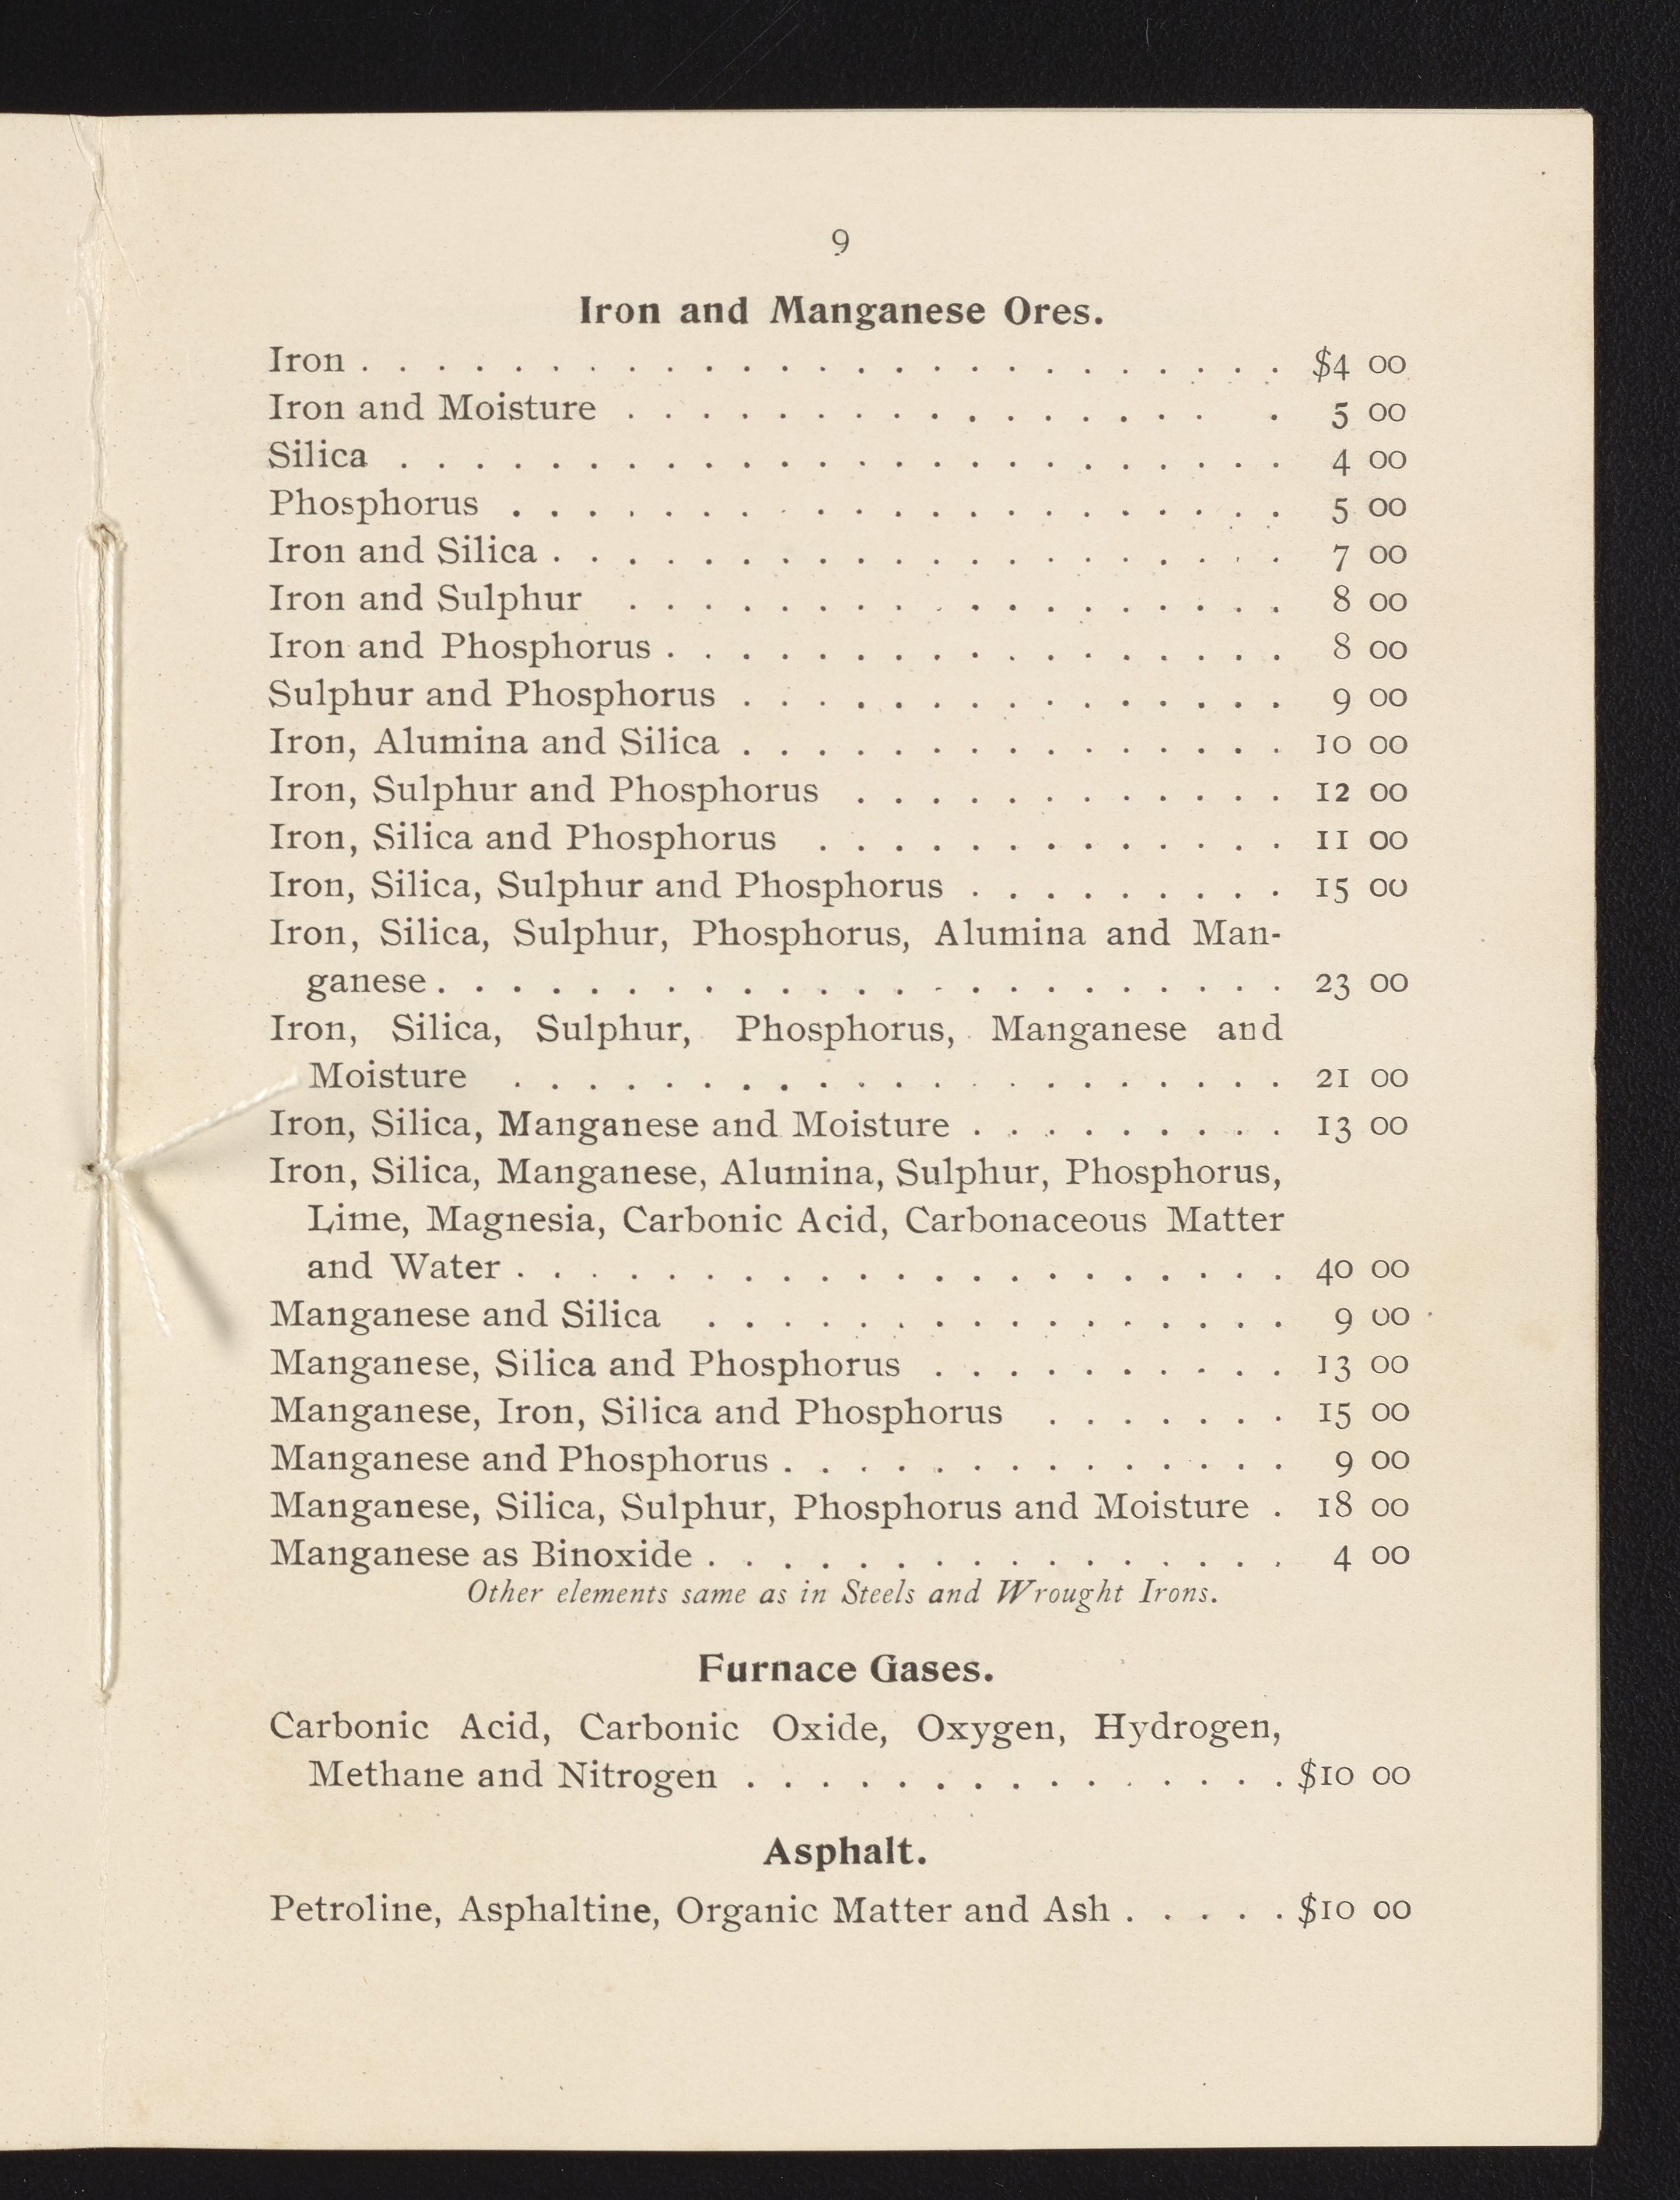 9
Iron and Manganese Ores.
Iron . . . . . . . . . . . . . . . . . . . . . . . . . $4 00
Iron and Moisture . . . . . . . . . . . . . . . . . 5 00
Silica . . . . . . . . . . . . . . . . . . . . . . . . 4 00
Phosphorus . . . . . . . . . . . . . . . . . . . . . 5 00
Iron and Silica . . . . . . . . . . . . . . . . . . . . 7 00
Iron and Sulphur . . . . . . . . . . . . . . . . . . 8 00
Iron and Phosphorus . . . . . . . . . . . . . . . . . 8 00
Sulphur and Phosphorus . . . . . . . . . . . . . . . 9 00
Iron, Alumina and Silica . . . . . . . . . . . . . . . 10 00
Iron, Sulphur and Phosphorus . . . . . . . . . . . . 12 00
Iron, Silica and Phosphorus . . . . . . . . . . . . . 11 00
Iron, Silica, Sulphur and Phosphorus . . . . . . . . . 15 00
Iron, Silica, Sulphur, Phosphorus, Alumina and Man-
ganese . . . . . . . . . . . . . . . . . . . . . . . 23 00
Iron, Silica, Sulphur, Phosphorus, Manganese and
Moisture . . . . . . . . . . . . . . . . . . . . . 21 00
Iron, Silica, Manganese and Moisture . . . . . . . . . 13 00
Iron, Silica, Manganese, Alumina, Sulphur, Phosphorus,
Lime, Magnesia, Carbonic Acid, Carbonaceous Matter
and Water . . . . . . . . . . . . . . . . . . . . . 40 00
Manganese and Silica . . . . . . . . . . . . . . . . 9 00
Manganese, Silica and Phosphorus . . . . . . . . . . 13 00
Manganese, Iron, Silica and Phosphorus . . . . . . . 15 00
Manganese and Phosphorus . . . . . . . . . . . . . . 9 00
Manganese, Silica, Sulphur, Phosphorus and Moisture . 18 00
Manganese as Binoxide . . . . . . . . . . . . . . . . 4 00
Other elements same as in Steels and Wrought Irons.
Furnace Gases.
Carbonic Acid, Carbonic Oxide, Oxygen, Hydrogen,
Methane and Nitrogen . . . . . . . . . . . . . . . $10 00
Asphalt.
Petroline, Asphaltine, Organic Matter and Ash . . . . . $10 00